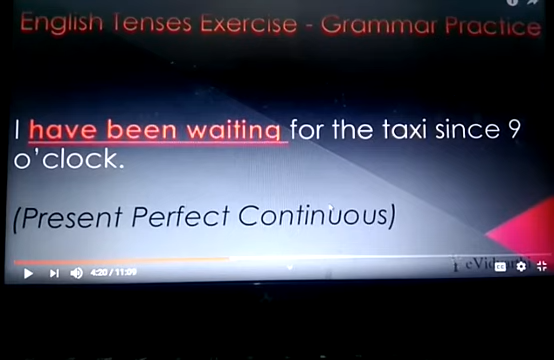 English Tenses Exercise - Grammar Practice
I have been waiting for the taxi since 9
o'clock.
(Present Perfect Continuous)
4:20 / 11:09
CC